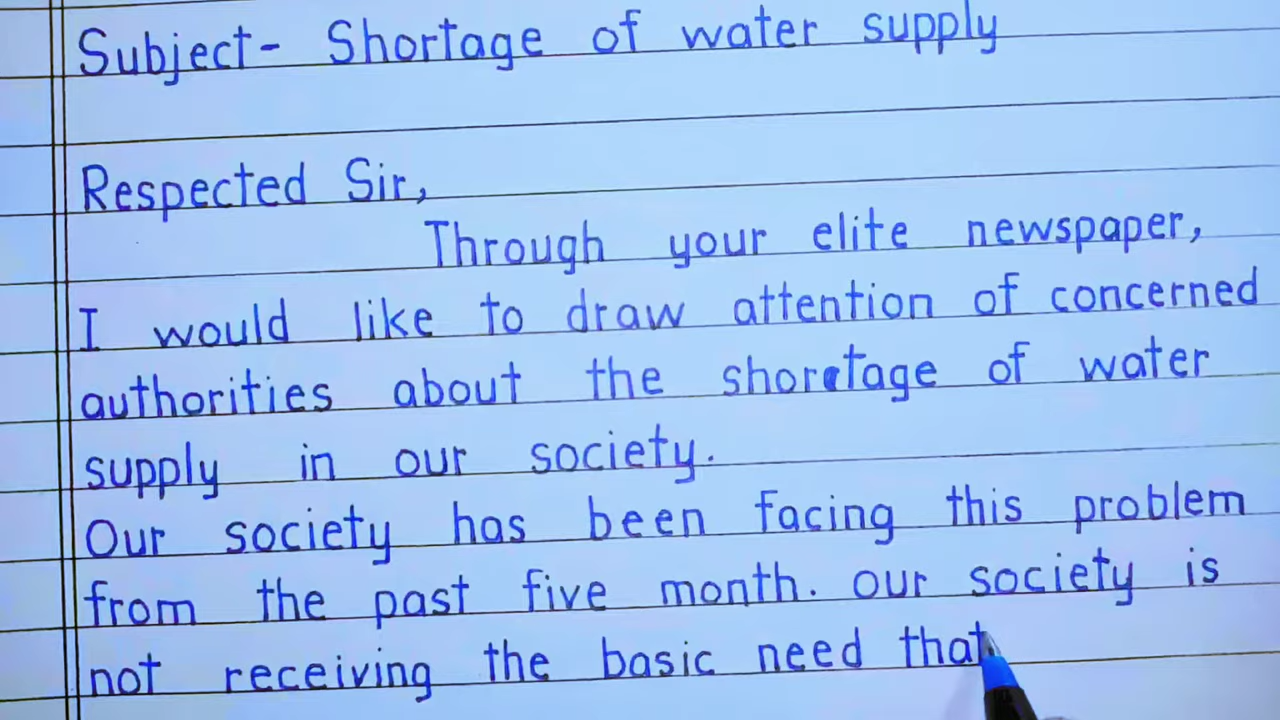 Subject- Shortage of water supply
Respected Sir,
Through your elite newspaper,
I would like to draw attention of concerned
authorities about the shoretage of water
supply in our society.
Our society has been facing this problem
from the past five month. Our society is
not receiving the basic need that